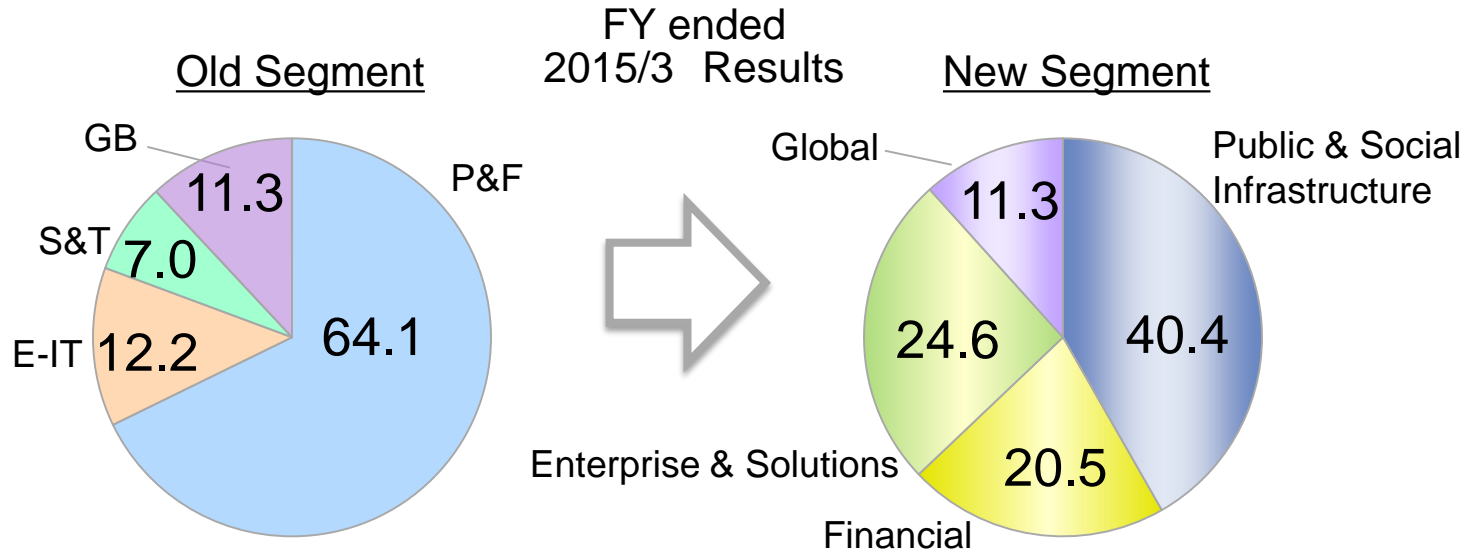 FY ended
2015/3 Results
Old Segment
New Segment
GB
11.3
P&F
S&T
7.0
E-IT
12.2
64.1
Global
11.3
Public & Social
Infrastructure
24.6
40.4
Enterprise & Solutions
20.5
Financial